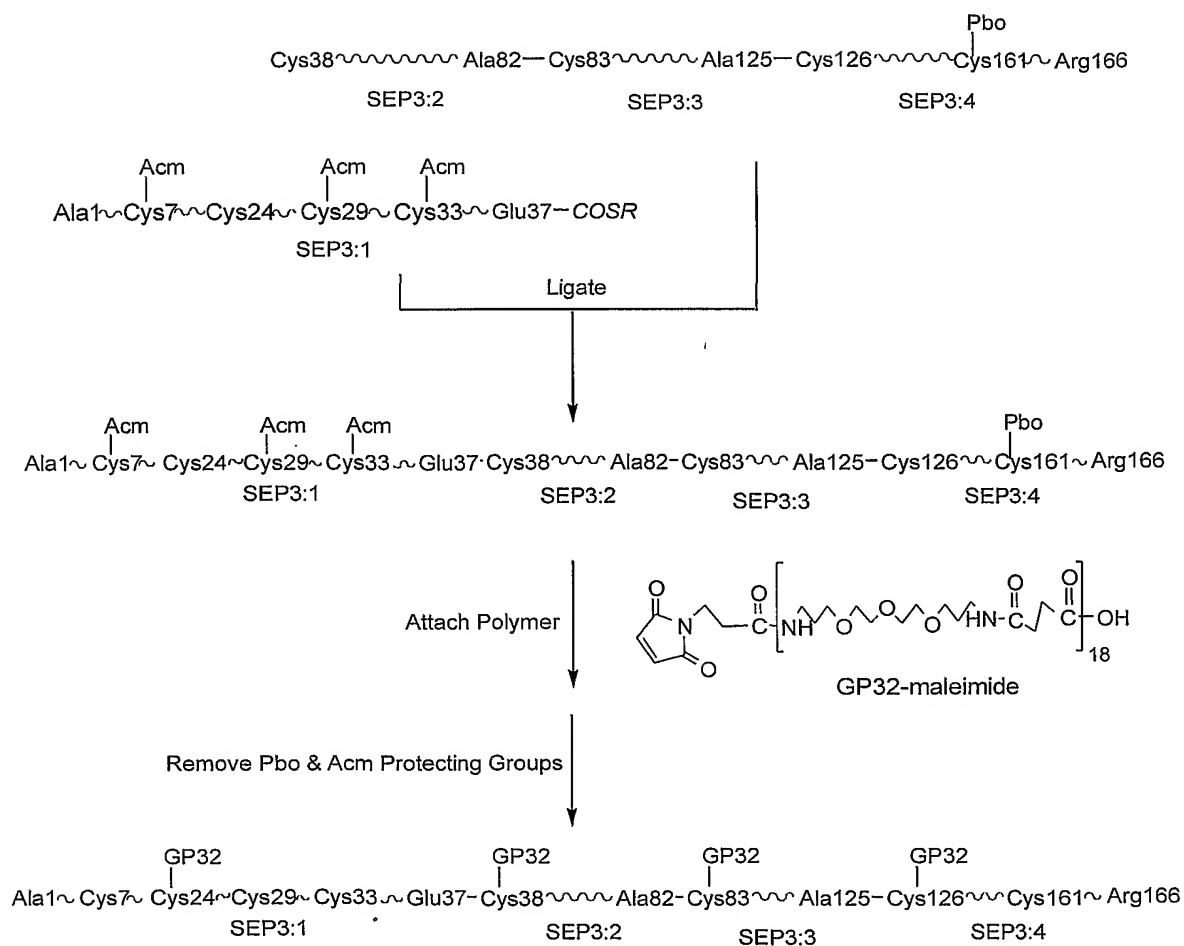 Pbo
Cys38 Ala82 Cys83 Ala125 Cys126 Cys161 Arg166
SEP3:2 SEP3:3 SEP3:4
Acm Acm Acm
Ala1 Cys7 Cys24 Cys29 Cys33 Glu37-COSR
SEP3:1
Ligate
Acm Acm Acm Pbo
Ala1 Cys7 Cys24 Cys29 Cys33 Glu37 Cys38 Ala82-Cys83 Ala125-Cys126 Cys161 Arg166
SEP3:1 SEP3:2 SEP3:3 SEP3:4
Attach Polymer
O N O O C NH O O O HN-C O C O OH
18
GP32-maleimide
Remove Pbo & Acm Protecting Groups
GP32 GP32 GP32 GP32
Ala1 Cys7 Cys24 Cys29 Cys33 Glu37-Cys38 Ala82-Cys83 Ala125-Cys126 Cys161 Arg166
SEP3:1 SEP3:2 SEP3:3 SEP3:4